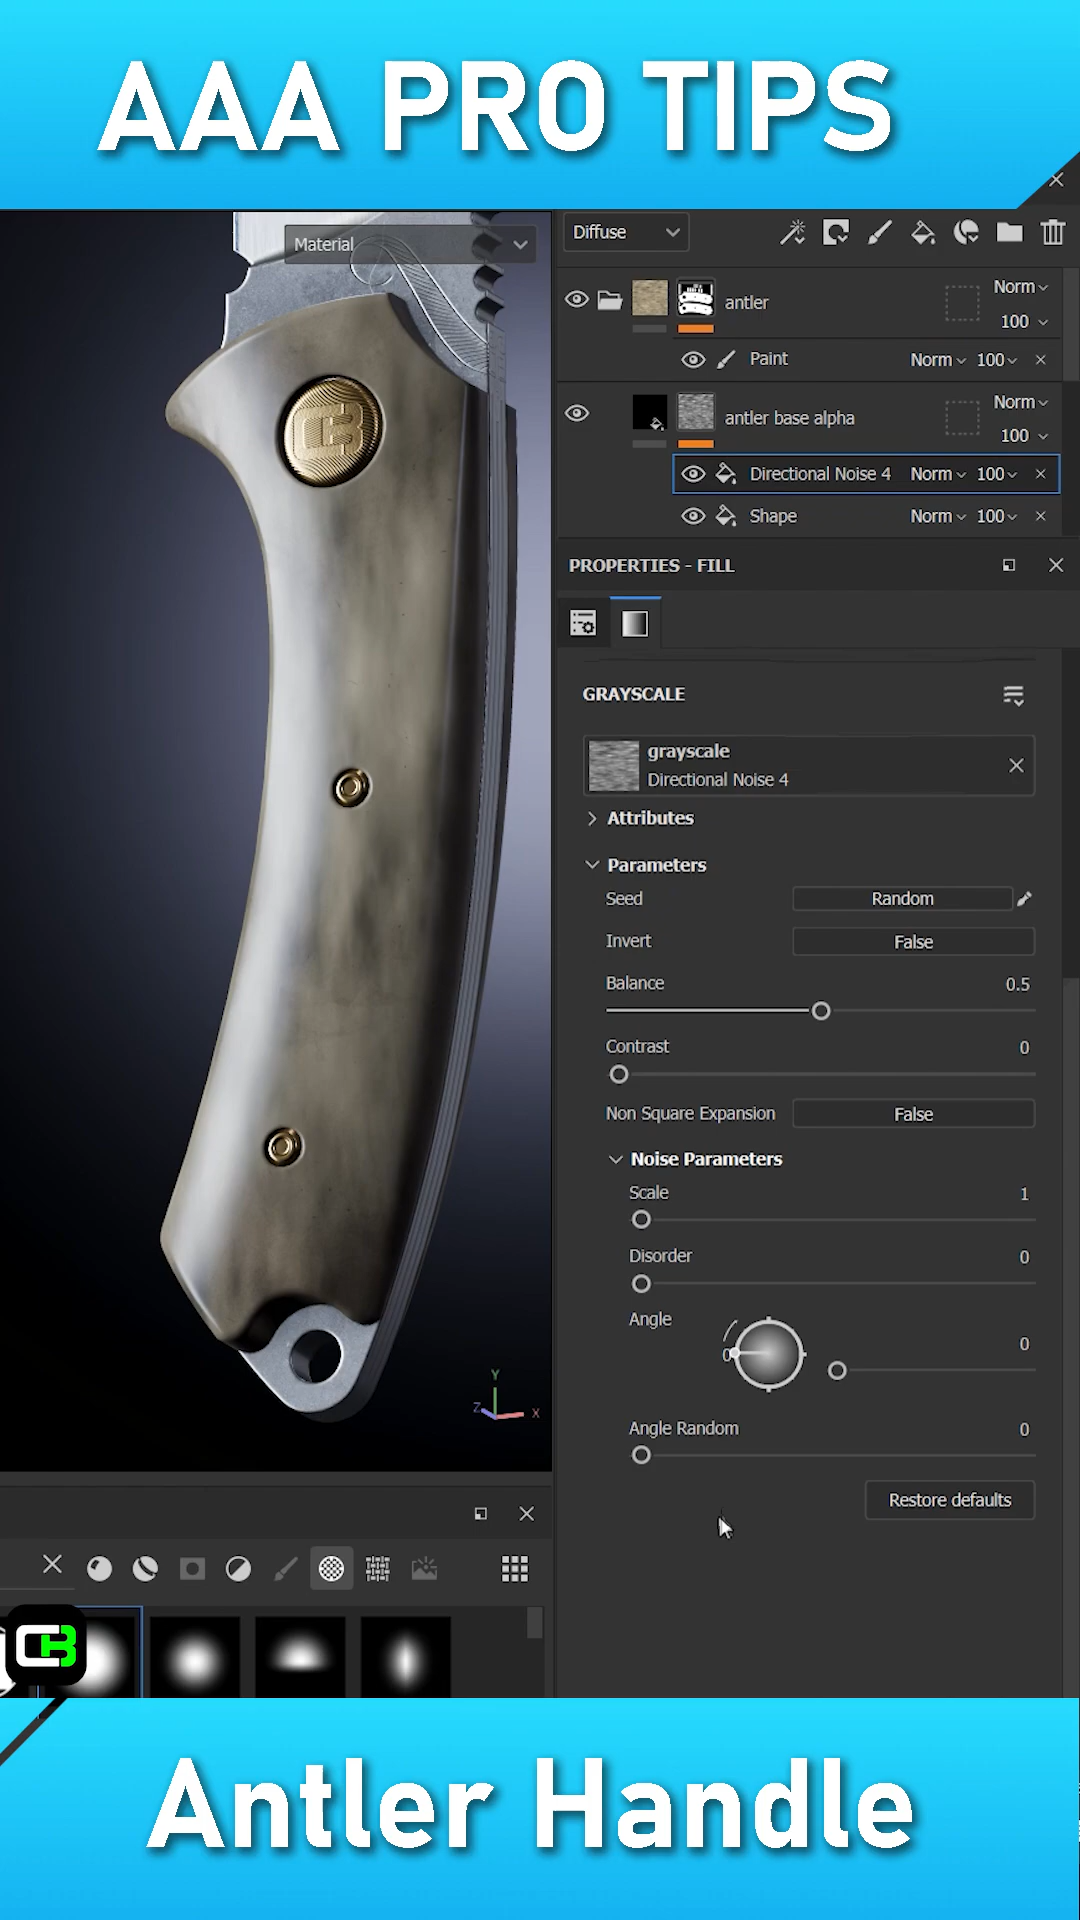 AAA PRO TIPS
Material
Diffuse
antler
Norm
100
Paint
Norm
100
antler base alpha
Norm
100
Directional Noise 4
Norm
100
Shape
Norm
100
PROPERTIES - FILL
GRAYSCALE
grayscale
Directional Noise 4
Attributes
Parameters
Seed
Random
Invert
False
Balance
0.5
Contrast
0
Non Square Expansion
False
Noise Parameters
Scale
1
Disorder
0
Angle
0
0
Angle Random
0
Restore defaults
Y
Z
X
CB
Antler Handle